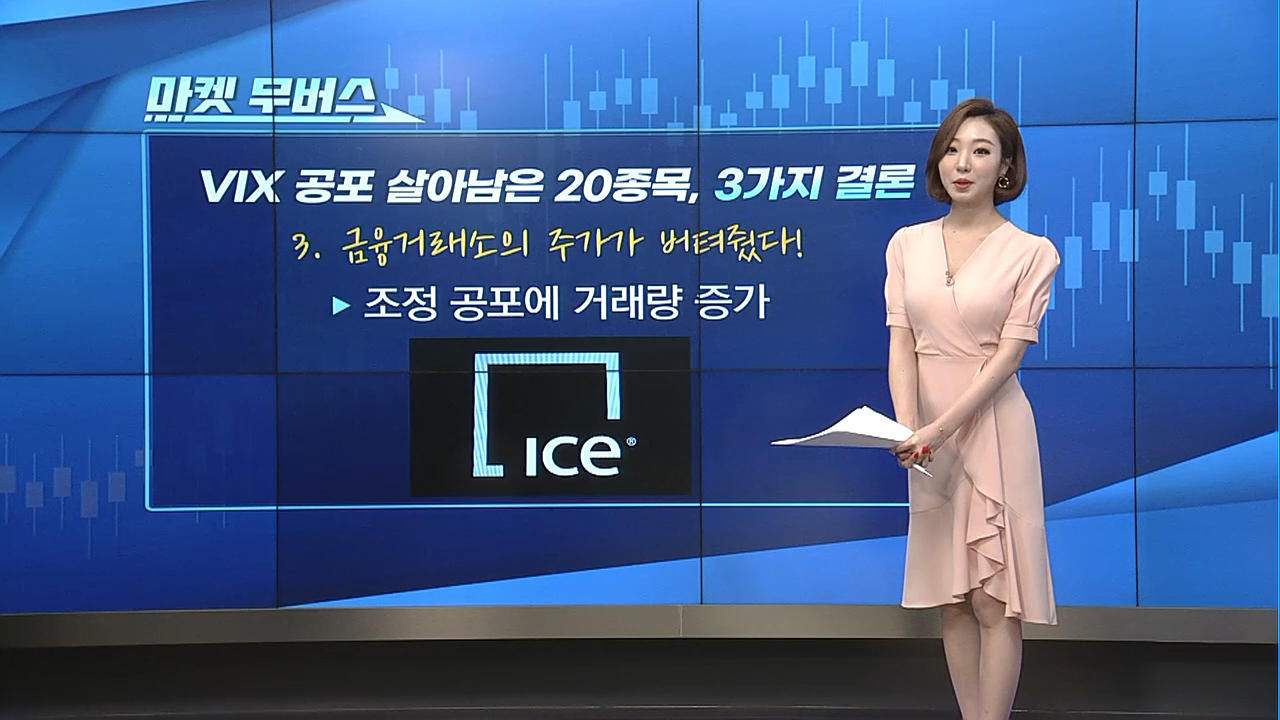 마켓 무버스
VIX 공포 살아남은 20종목, 3가지 결론
3. 금융거래소의 주가가 버텨줬다!
▶ 조정 공포에 거래량 증가
ice®